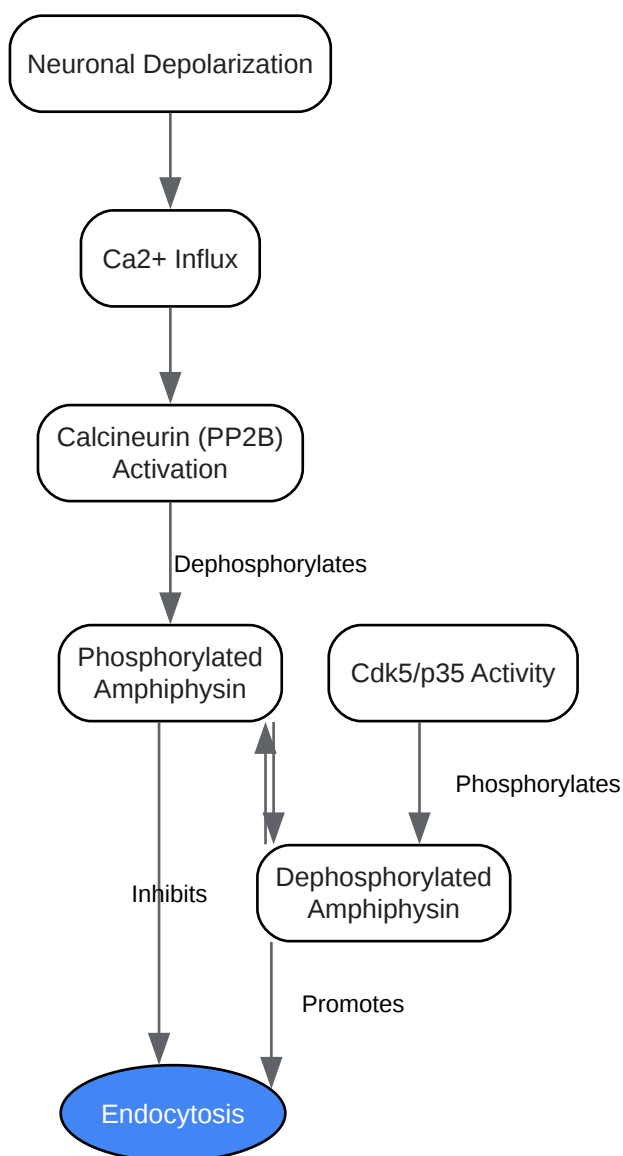 Neuronal Depolarization
Ca2+ Influx
Calcineurin (PP2B)
Activation
Dephosphorylates
Phosphorylated
Amphiphysin
Cdk5/p35 Activity
Phosphorylates
Dephosphorylated
Amphiphysin
Inhibits
Promotes
Endocytosis